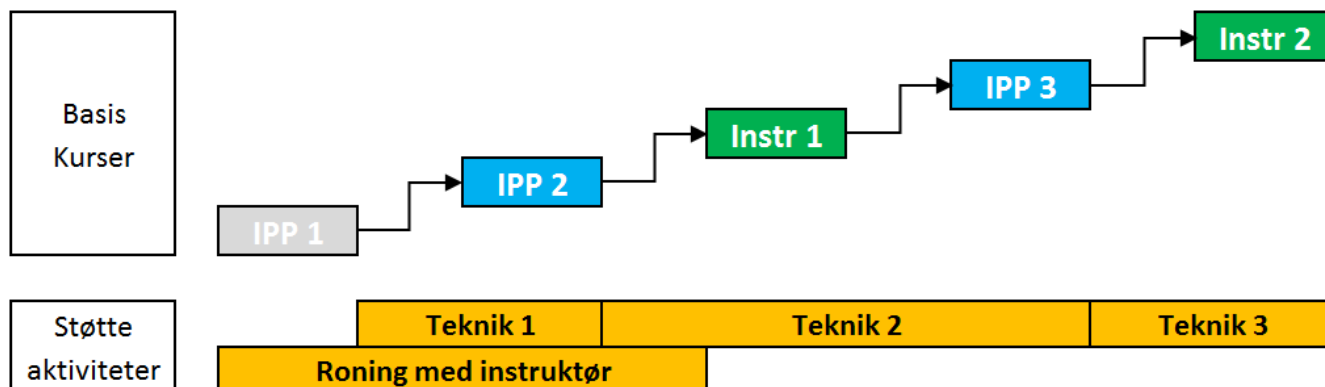 Basis
Kurser
IPP 1
IPP 2
Instr 1
IPP 3
Instr 2
Støtte
aktiviteter
Teknik 1
Teknik 2
Teknik 3
Roning med instruktør